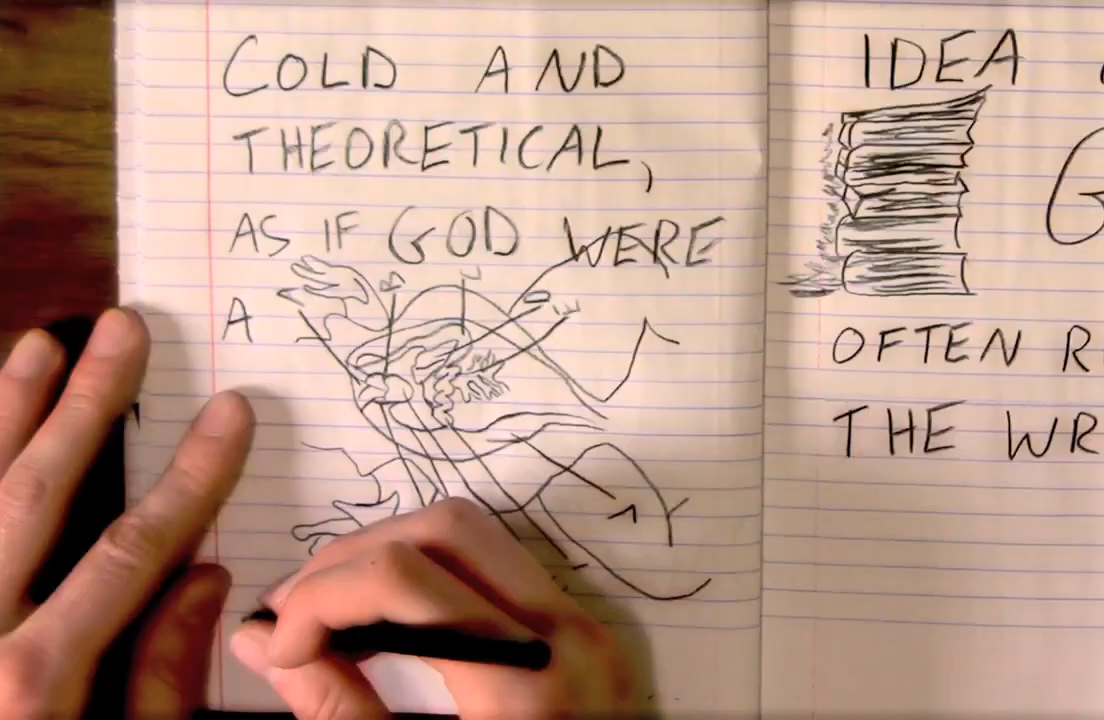 COLD AND
THEORETICAL,
AS IF GOD WERE
A
IDEA
OFTEN
THE